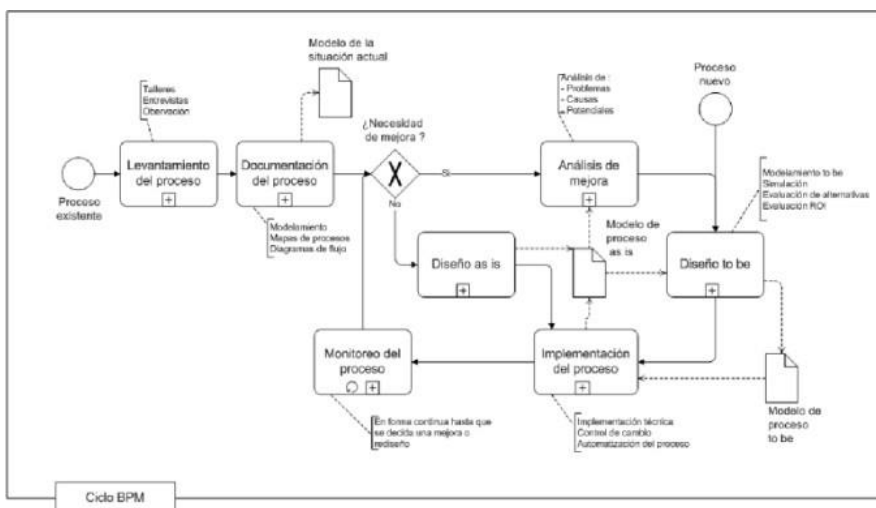 Modelo de la
situación actual
Talleres
Entrevistas
Obervación
¿Necesidad
de mejora ?
Análisis de :
- Problemas
- Causas
- Potenciales
Proceso
nuevo
Levantamiento
del proceso
Documentación
del proceso
Si
Análisis de
mejora
Proceso
existente
No
Modelamiento to be
Simulación
Evaluación de alternativas
Evaluación ROI
Modelamiento
Mapas de procesos
Diagramas de flujo
Modelo de
proceso
as is
Diseño as is
Diseño to be
Monitoreo del
proceso
Implementación
del proceso
Modelo de
proceso
to be
En forma continua hasta que
se decida una mejora o
rediseño
Implementación técnica
Control de cambio
Automatización del proceso
Ciclo BPM